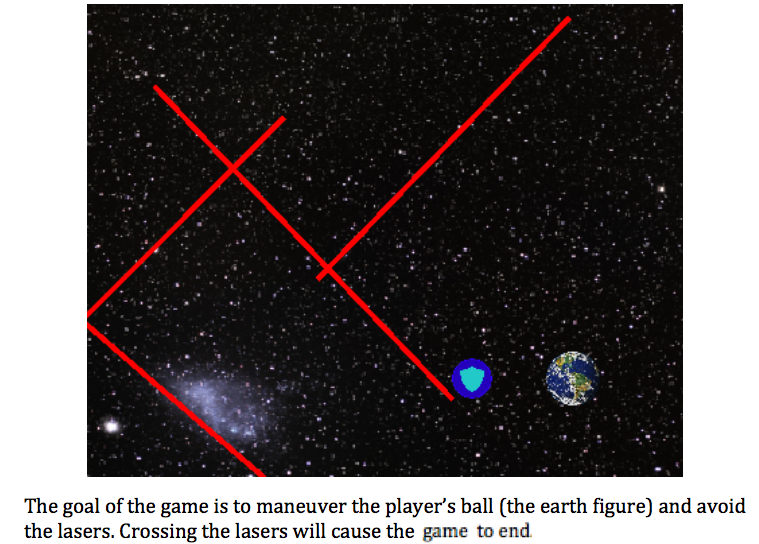 The goal of the game is to maneuver the player's ball (the earth figure) and avoid
the lasers. Crossing the lasers will cause the game to end